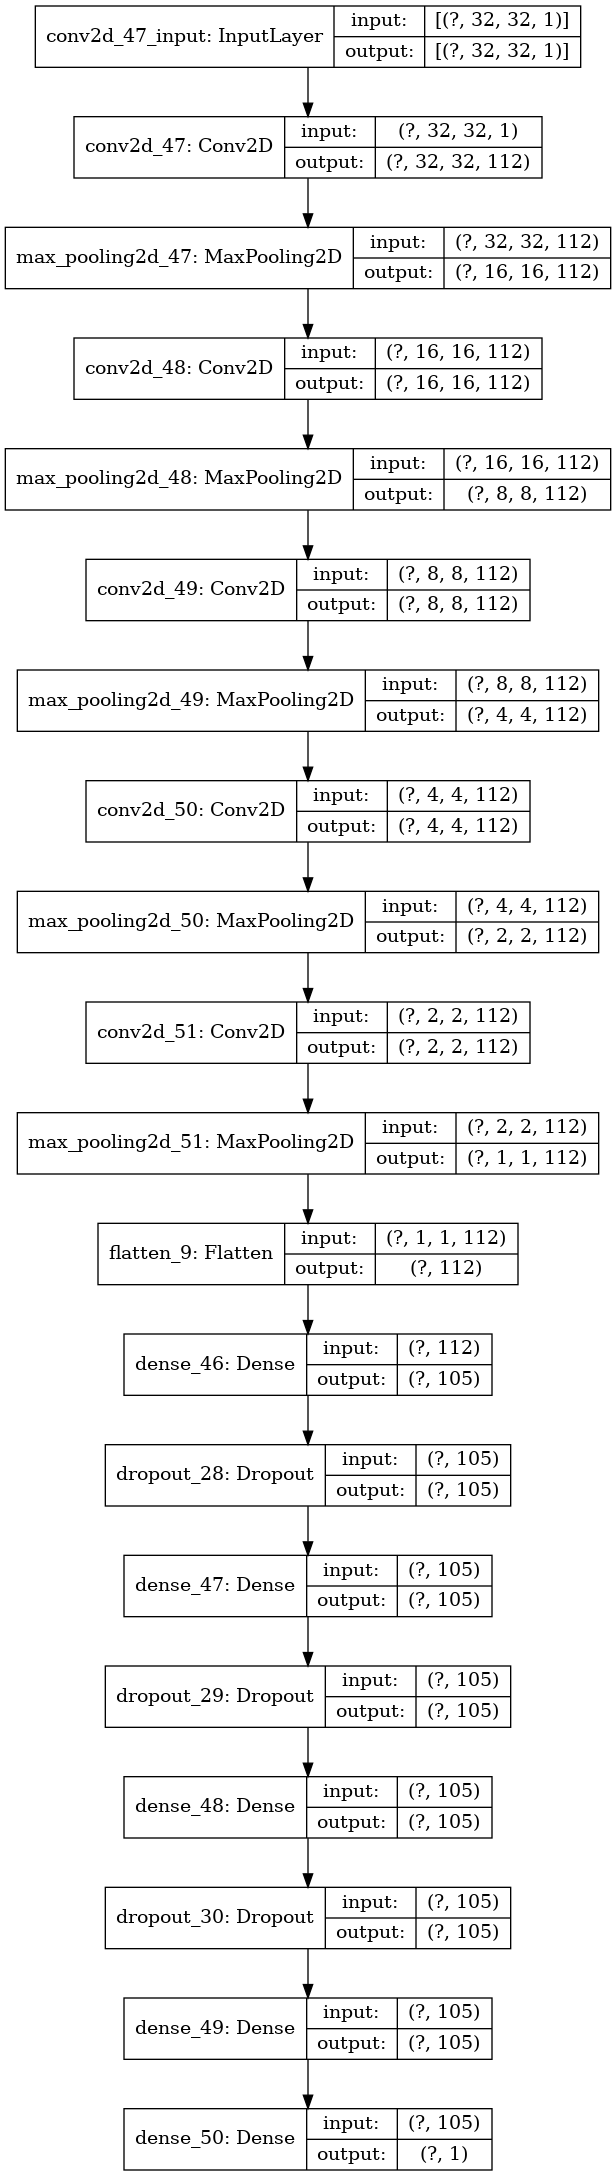 conv2d_47_input: InputLayer
input:
[(?, 32, 32, 1)]
output:
[(?, 32, 32, 1)]
conv2d_47: Conv2D
input:
(?, 32, 32, 1)
output:
(?, 32, 32, 112)
max_pooling2d_47: MaxPooling2D
input:
(?, 32, 32, 112)
output:
(?, 16, 16, 112)
conv2d_48: Conv2D
input:
(?, 16, 16, 112)
output:
(?, 16, 16, 112)
max_pooling2d_48: MaxPooling2D
input:
(?, 16, 16, 112)
output:
(?, 8, 8, 112)
conv2d_49: Conv2D
input:
(?, 8, 8, 112)
output:
(?, 8, 8, 112)
max_pooling2d_49: MaxPooling2D
input:
(?, 8, 8, 112)
output:
(?, 4, 4, 112)
conv2d_50: Conv2D
input:
(?, 4, 4, 112)
output:
(?, 4, 4, 112)
max_pooling2d_50: MaxPooling2D
input:
(?, 4, 4, 112)
output:
(?, 2, 2, 112)
conv2d_51: Conv2D
input:
(?, 2, 2, 112)
output:
(?, 2, 2, 112)
max_pooling2d_51: MaxPooling2D
input:
(?, 2, 2, 112)
output:
(?, 1, 1, 112)
flatten_9: Flatten
input:
(?, 1, 1, 112)
output:
(?, 112)
dense_46: Dense
input:
(?, 112)
output:
(?, 105)
dropout_28: Dropout
input:
(?, 105)
output:
(?, 105)
dense_47: Dense
input:
(?, 105)
output:
(?, 105)
dropout_29: Dropout
input:
(?, 105)
output:
(?, 105)
dense_48: Dense
input:
(?, 105)
output:
(?, 105)
dropout_30: Dropout
input:
(?, 105)
output:
(?, 105)
dense_49: Dense
input:
(?, 105)
output:
(?, 105)
dense_50: Dense
input:
(?, 105)
output:
(?, 1)